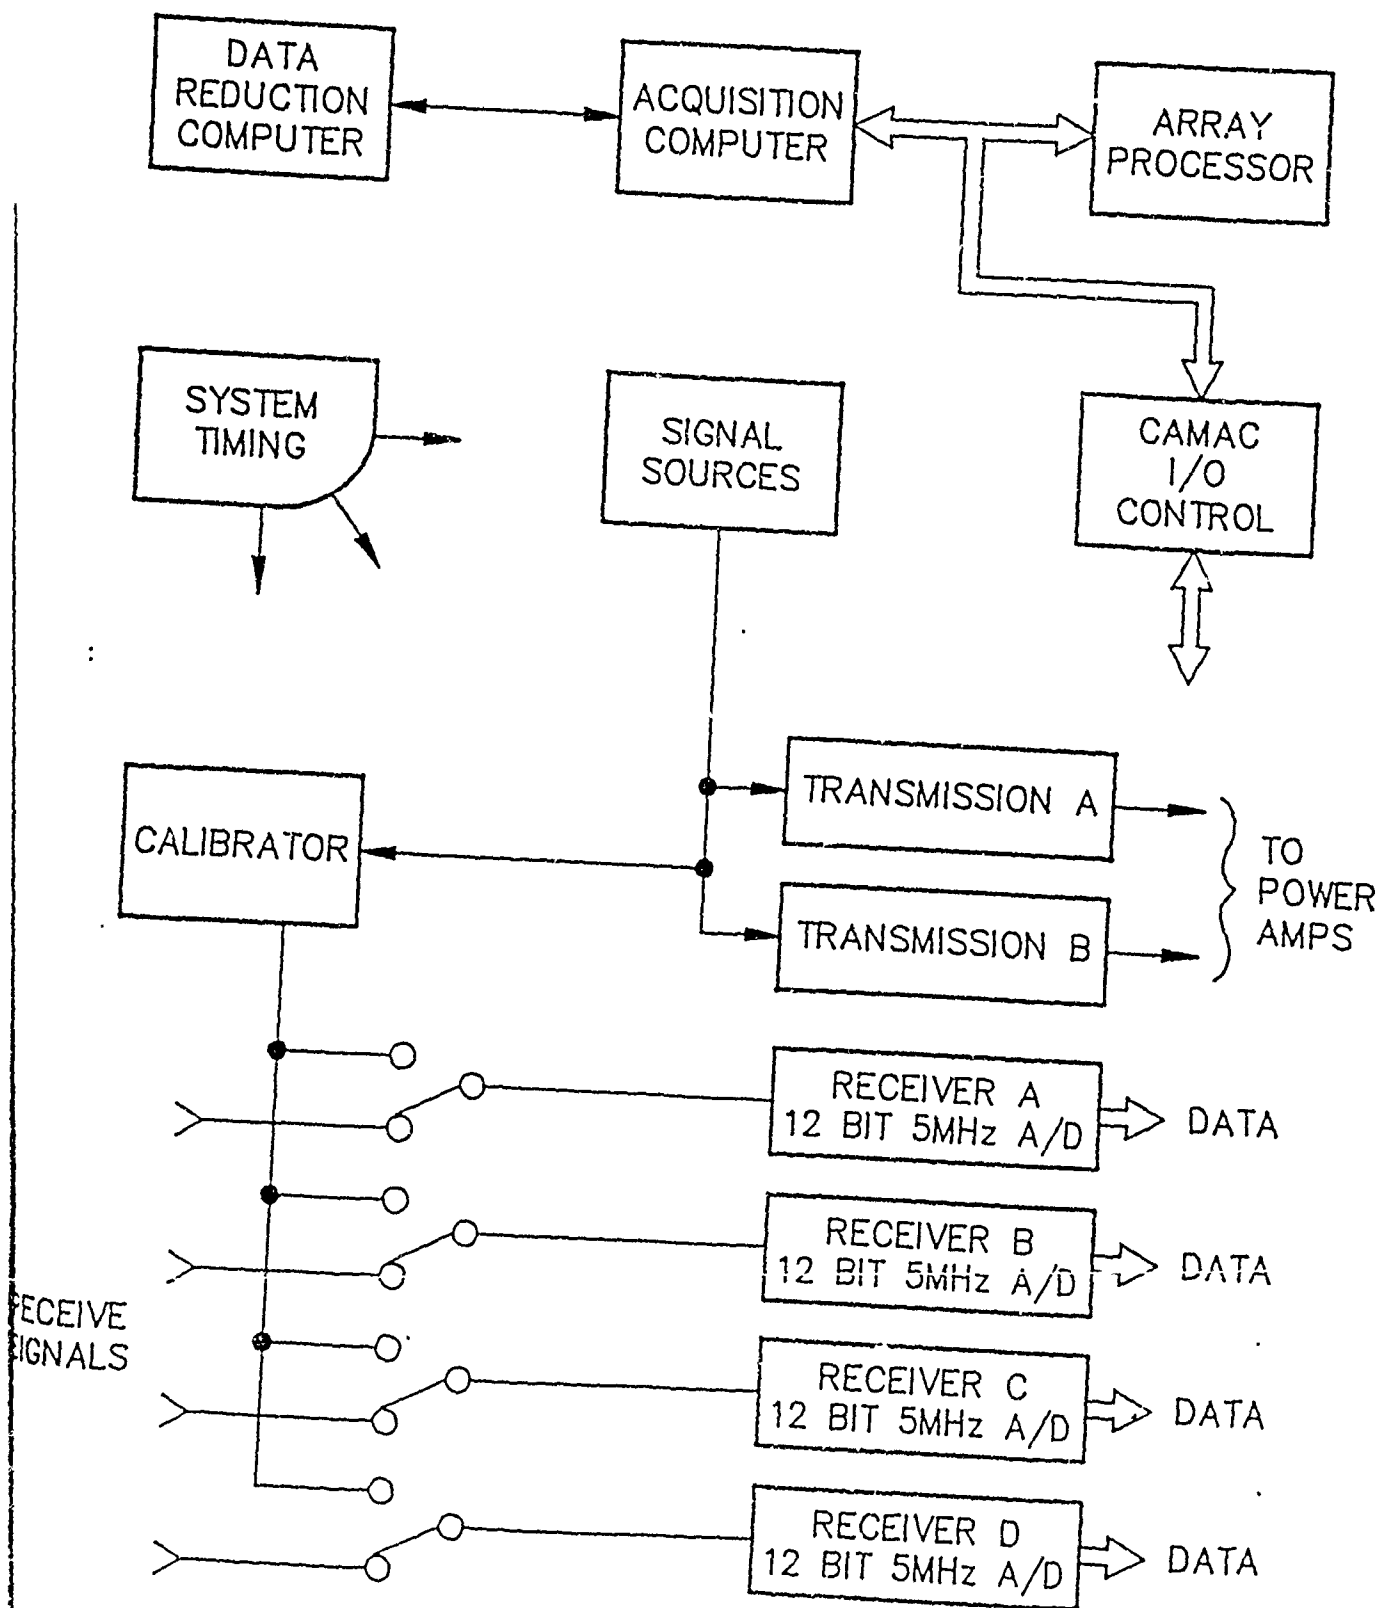 DATA
REDUCTION
COMPUTER
ACQUISITION
COMPUTER
ARRAY
PROCESSOR
SYSTEM
TIMING
SIGNAL
SOURCES
CAMAC
I/O
CONTROL
TRANSMISSION A
CALIBRATOR
TRANSMISSION B
TO
POWER
AMPS
RECEIVER A
12 BIT 5MHz A/D
DATA
RECEIVER B
12 BIT 5MHz A/D
DATA
RECEIVE
SIGNALS
RECEIVER C
12 BIT 5MHz A/D
DATA
RECEIVER D
12 BIT 5MHz A/D
DATA